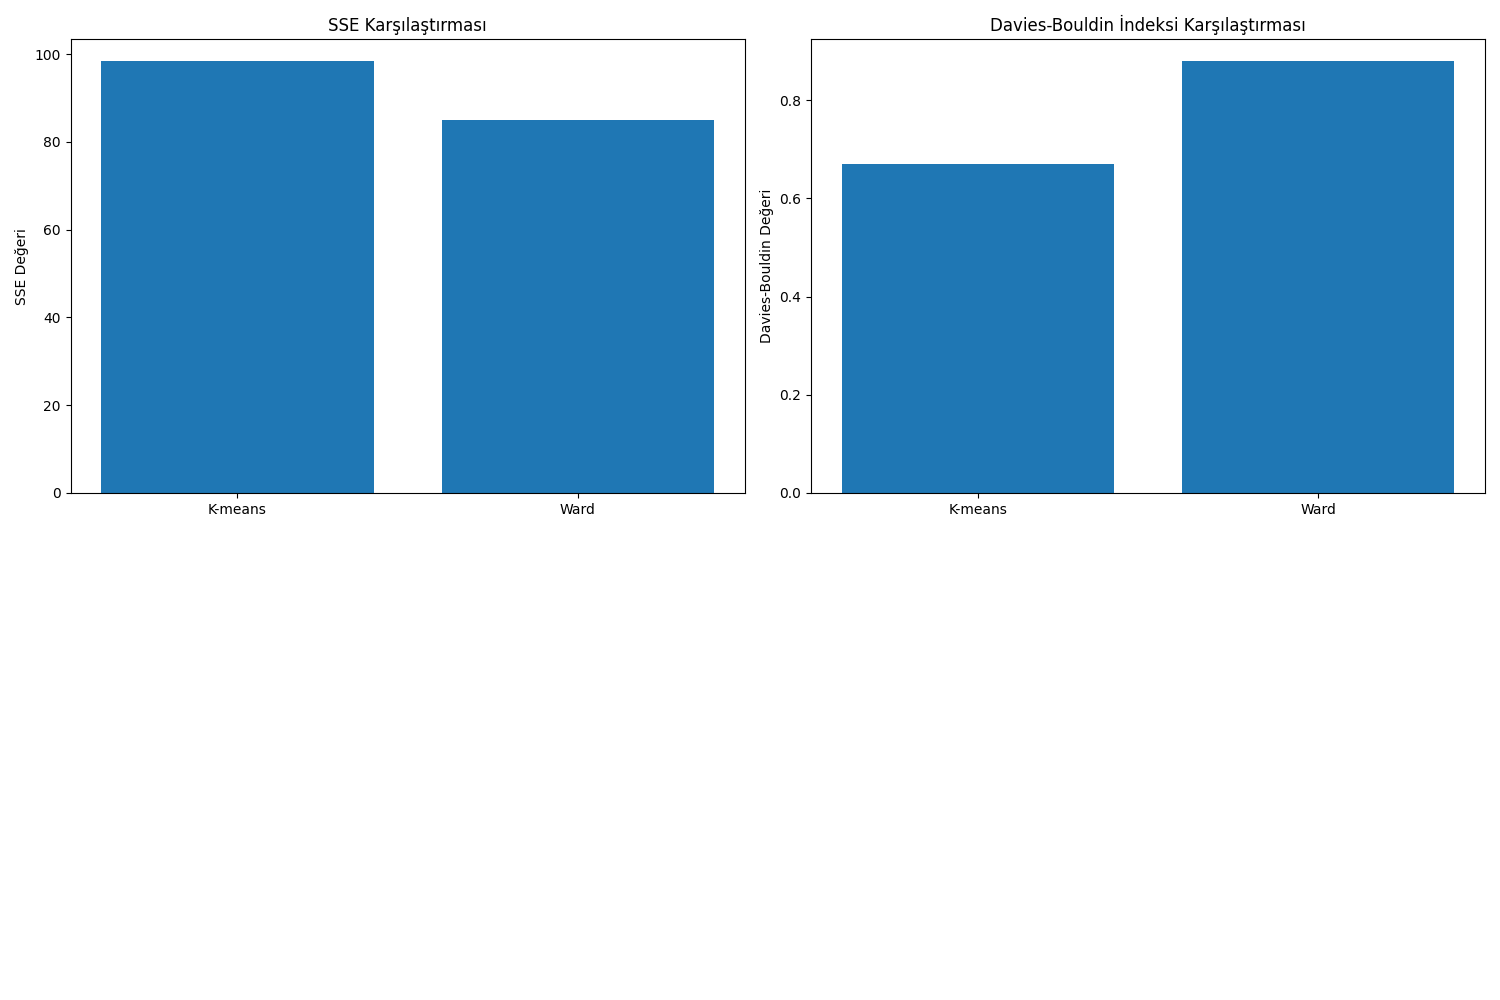 SSE Karşılaştırması
SSE Değeri
100
80
60
40
20
0
K-means
Ward
Davies-Bouldin İndeksi Karşılaştırması
Davies-Bouldin Değeri
0.8
0.6
0.4
0.2
0.0
K-means
Ward